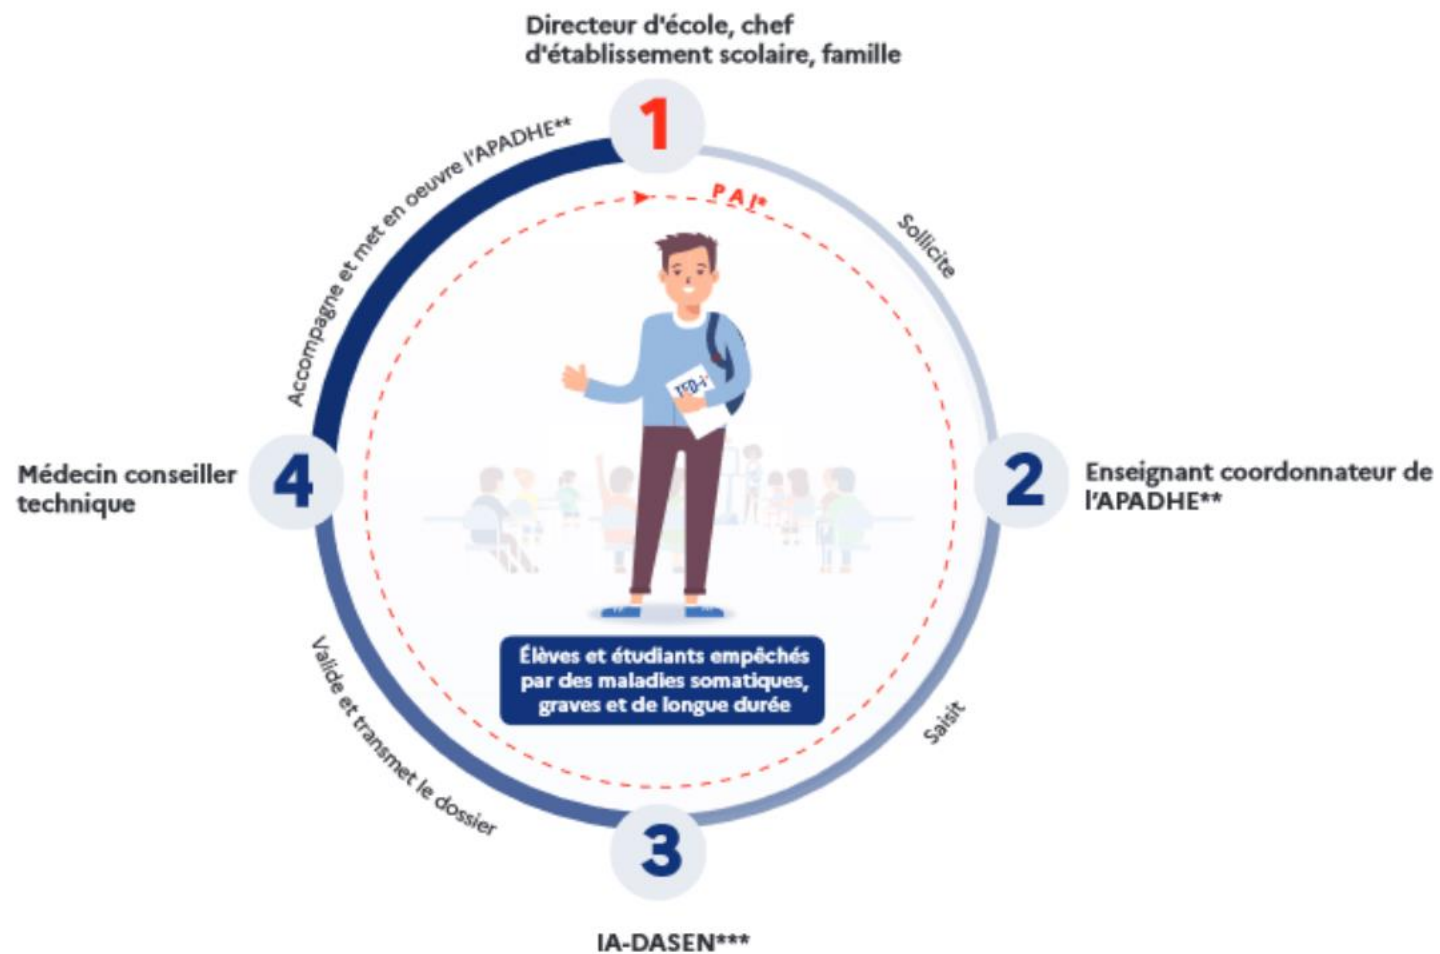 Directeur d'école, chef
d'établissement scolaire, famille
1
Accompagne et met en oeuvre l'APADHE**
P A I*
Sollicite
TED-i
Médecin conseiller
technique
4
2
Enseignant coordonnateur de
l'APADHE**
Élèves et étudiants empêchés
par des maladies somatiques,
graves et de longue durée
Valide et transmet le dossier
Saisit
3
IA-DASEN***